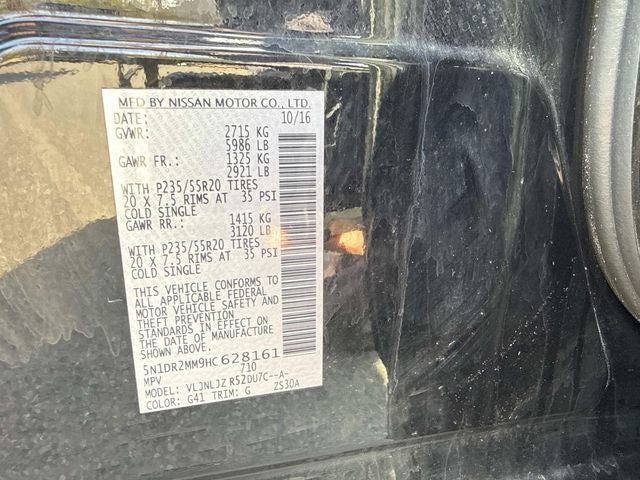 MFD BY NISSAN MOTOR CO., LTD.
DATE: 10/16
GVWR: 2715 KG
5986 LB
GAWR FR.: 1325 KG
2921 LB
WITH P235/55R20 TIRES
20 X 7.5 RIMS AT 35 PSI
COLD SINGLE
GAWR RR.: 1415 KG
3120 LB
WITH P235/55R20 TIRES
20 X 7.5 RIMS AT 35 PSI
COLD SINGLE
THIS VEHICLE CONFORMS TO
ALL APPLICABLE FEDERAL
MOTOR VEHICLE SAFETY AND
THEFT PREVENTION
STANDARDS IN EFFECT ON
THE DATE OF MANUFACTURE
SHOWN ABOVE.
5N1DR2MM9HC628161
MPV 710
MODEL: VLJNLJZ R52DU7C--A-
COLOR: G41 TRIM: G ZS30A